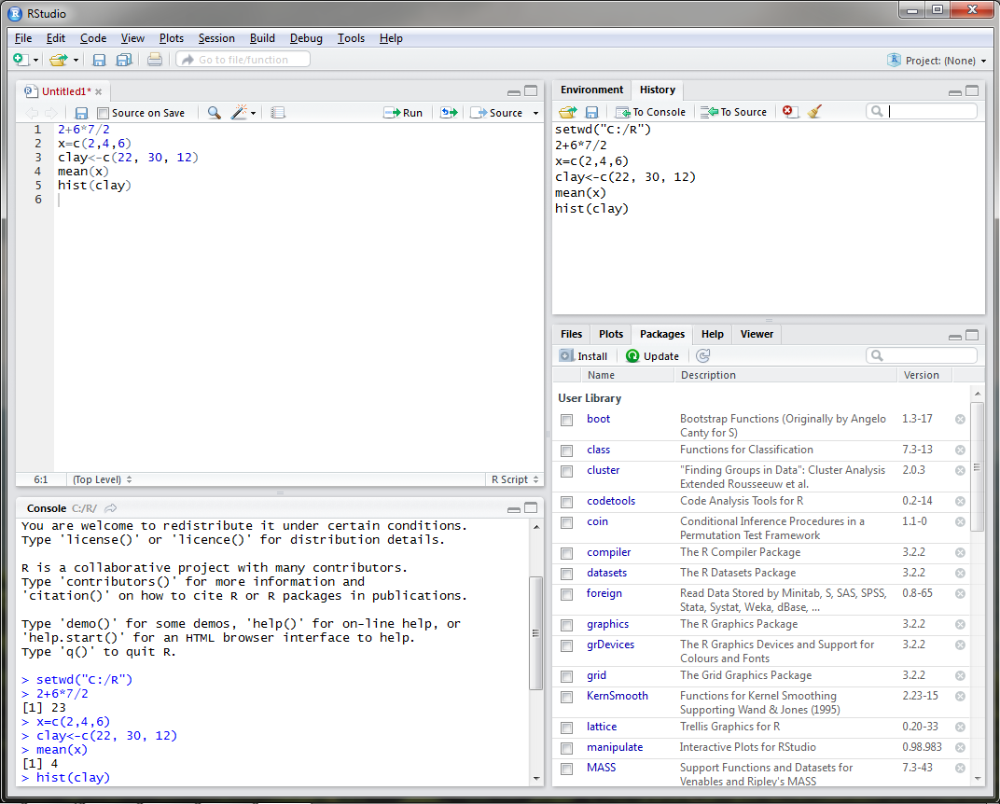 RStudio
File Edit Code View Plots Session Build Debug Tools Help
Go to file/function
Project: (None)
Untitled1*
Source on Save
Run
Source
1 2+6*7/2
2 x=c(2,4,6)
3 clay<-c(22, 30, 12)
4 mean(x)
5 hist(clay)
6
6:1 (Top Level) R Script
Console C:/R/
You are welcome to redistribute it under certain conditions.
Type 'license()' or 'licence()' for distribution details.
R is a collaborative project with many contributors.
Type 'contributors()' for more information and
'citation()' on how to cite R or R packages in publications.
Type 'demo()' for some demos, 'help()' for on-line help, or
'help.start()' for an HTML browser interface to help.
Type 'q()' to quit R.
> setwd("C:/R")
> 2+6*7/2
[1] 23
> x=c(2,4,6)
> clay<-c(22, 30, 12)
> mean(x)
[1] 4
> hist(clay)
Environment History
To Console To Source
setwd("C:/R")
2+6*7/2
x=c(2,4,6)
clay<-c(22, 30, 12)
mean(x)
hist(clay)
Files Plots Packages Help Viewer
Install Update
Name Description Version
User Library
boot Bootstrap Functions (Originally by Angelo 1.3-17
Canty for S)
class Functions for Classification 7.3-13
cluster "Finding Groups in Data": Cluster Analysis 2.0.3
Extended Rousseeuw et al.
codetools Code Analysis Tools for R 0.2-14
coin Conditional Inference Procedures in a 1.1-0
Permutation Test Framework
compiler The R Compiler Package 3.2.2
datasets The R Datasets Package 3.2.2
foreign Read Data Stored by Minitab, S, SAS, SPSS, 0.8-65
Stata, Systat, Weka, dBase, ...
graphics The R Graphics Package 3.2.2
grDevices The R Graphics Devices and Support for 3.2.2
Colours and Fonts
grid The Grid Graphics Package 3.2.2
KernSmooth Functions for Kernel Smoothing 2.23-15
Supporting Wand & Jones (1995)
lattice Trellis Graphics for R 0.20-33
manipulate Interactive Plots for RStudio 0.98.983
MASS Support Functions and Datasets for 7.3-43
Venables and Ripley's MASS